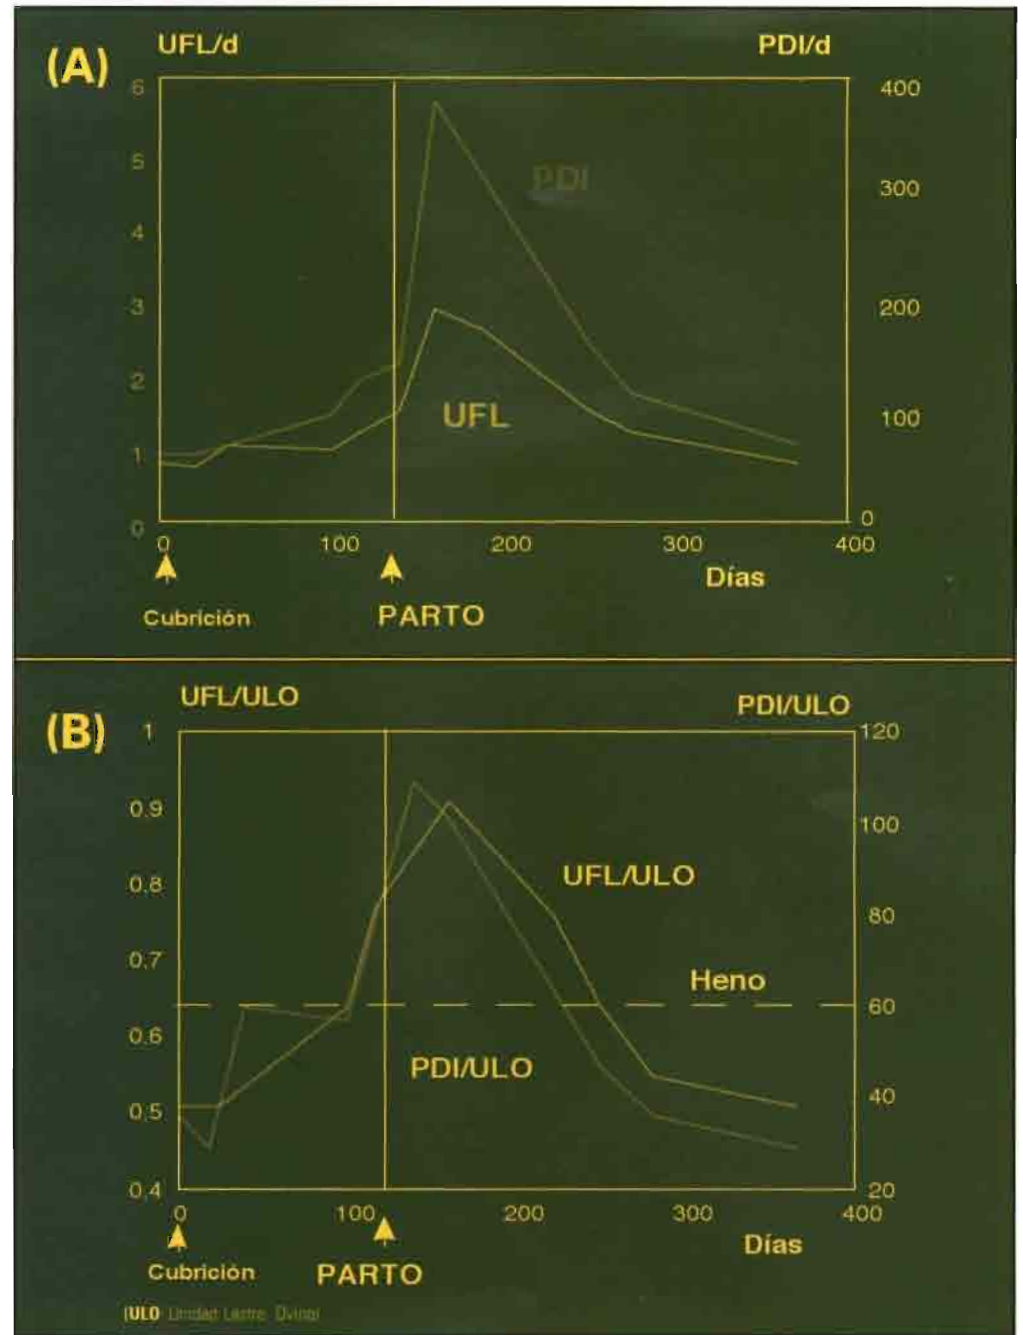 (A)
UFL/d PDI/d
6 400
5
300
4
PDI
3 200
2
UFL
100
1
0 0
0 100 200 300 400
Días
Cubrición PARTO
(B)
UFL/ULO PDI/ULO
1 120
0,9
100
0,8 UFL/ULO
80
0,7
Heno
60
0,6
PDI/ULO
40
0,5
0,4 20
0 100 200 300 400
Días
Cubrición PARTO
(ULO: Unidad Lastre Ovino)